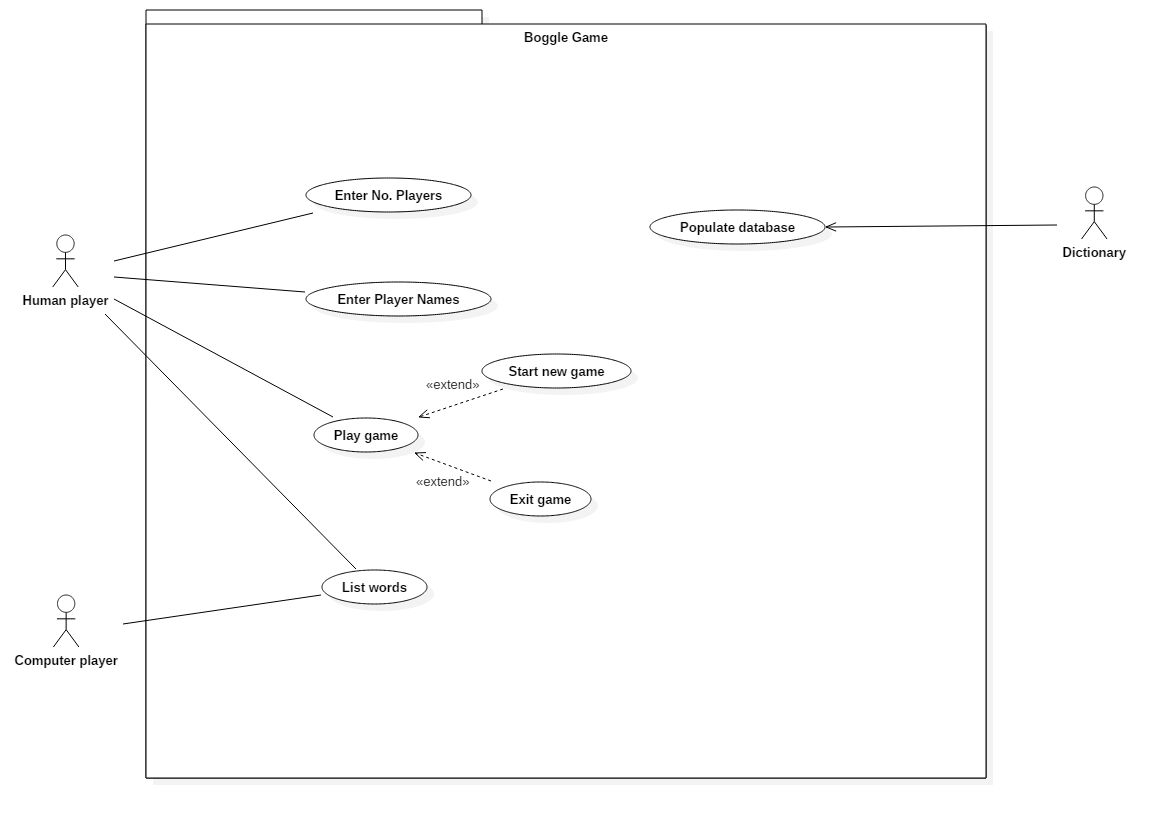 Boggle Game
Enter No. Players
Populate database
Dictionary
Human player
Enter Player Names
Start new game
«extend»
Play game
«extend»
Exit game
List words
Computer player